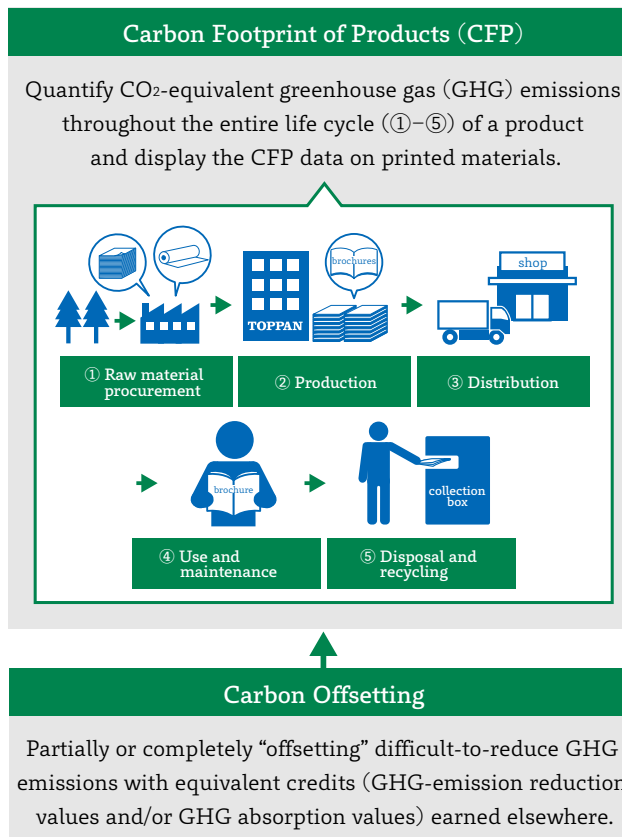 Carbon Footprint of Products (CFP)
Quantify CO2-equivalent greenhouse gas (GHG) emissions
throughout the entire life cycle (①–⑤) of a product
and display the CFP data on printed materials.
brochures
shop
TOPPAN
① Raw material
procurement
② Production
③ Distribution
brochure
collection
box
④ Use and
maintenance
⑤ Disposal and
recycling
Carbon Offsetting
Partially or completely “offsetting” difficult-to-reduce GHG
emissions with equivalent credits (GHG-emission reduction
values and/or GHG absorption values) earned elsewhere.